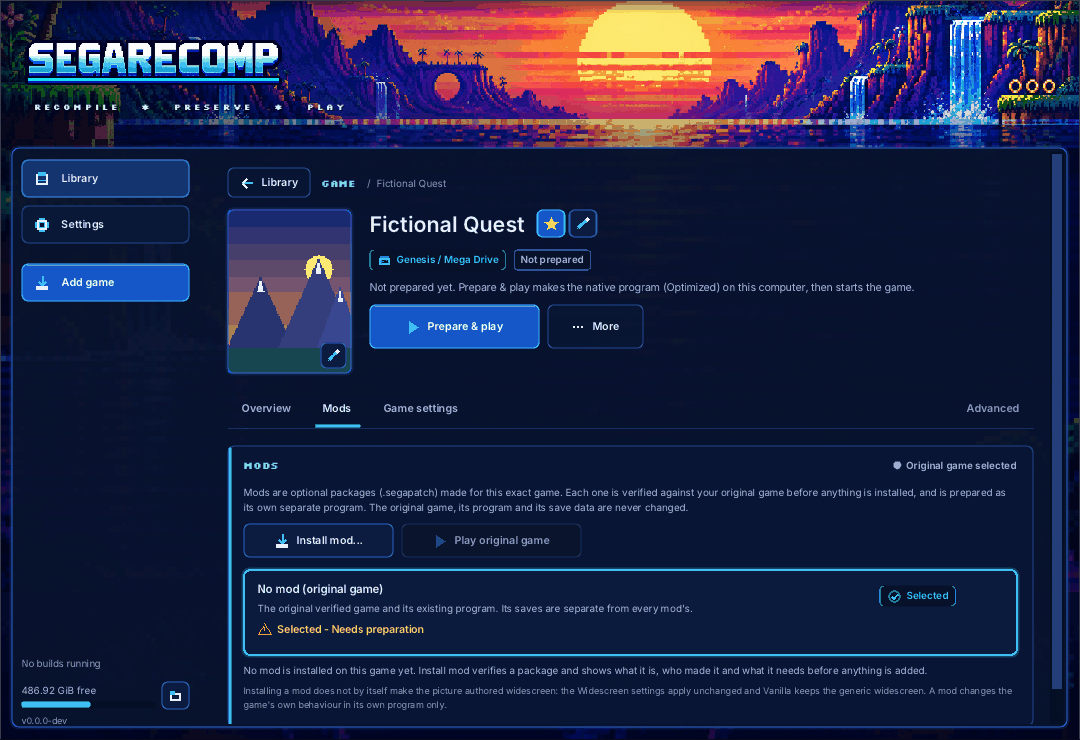 SEGARECOMP
RECOMPILE * PRESERVE * PLAY
Library
Settings
Add game
No builds running
486.92 GiB free
v0.0.0-dev
Library GAME / Fictional Quest
Fictional Quest
Genesis / Mega Drive Not prepared
Not prepared yet. Prepare & play makes the native program (Optimized) on this computer, then starts the game.
Prepare & play ... More
Overview Mods Game settings Advanced
MODS Original game selected
Mods are optional packages (.segapatch) made for this exact game. Each one is verified against your original game before anything is installed, and is prepared as
its own separate program. The original game, its program and its save data are never changed.
Install mod... Play original game
No mod (original game)
Selected
The original verified game and its existing program. Its saves are separate from every mod's.
Selected - Needs preparation
No mod is installed on this game yet. Install mod verifies a package and shows what it is, who made it and what it needs before anything is added.
Installing a mod does not by itself make the picture authored widescreen: the Widescreen settings apply unchanged and Vanilla keeps the generic widescreen. A mod changes the
game's own behaviour in its own program only.